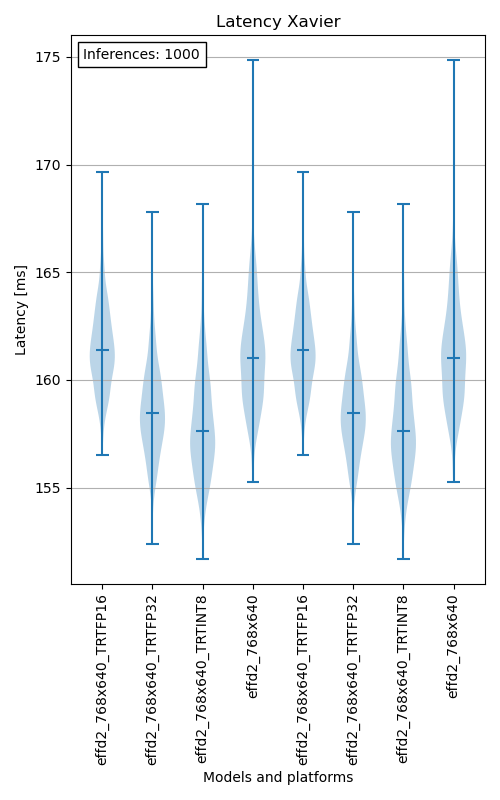 Latency Xavier
Inferences: 1000
175
170
165
160
155
Latency [ms]
effd2_768x640_TRTFP16
effd2_768x640_TRTFP32
effd2_768x640_TRTINT8
effd2_768x640
effd2_768x640_TRTFP16
effd2_768x640_TRTFP32
effd2_768x640_TRTINT8
effd2_768x640
Models and platforms